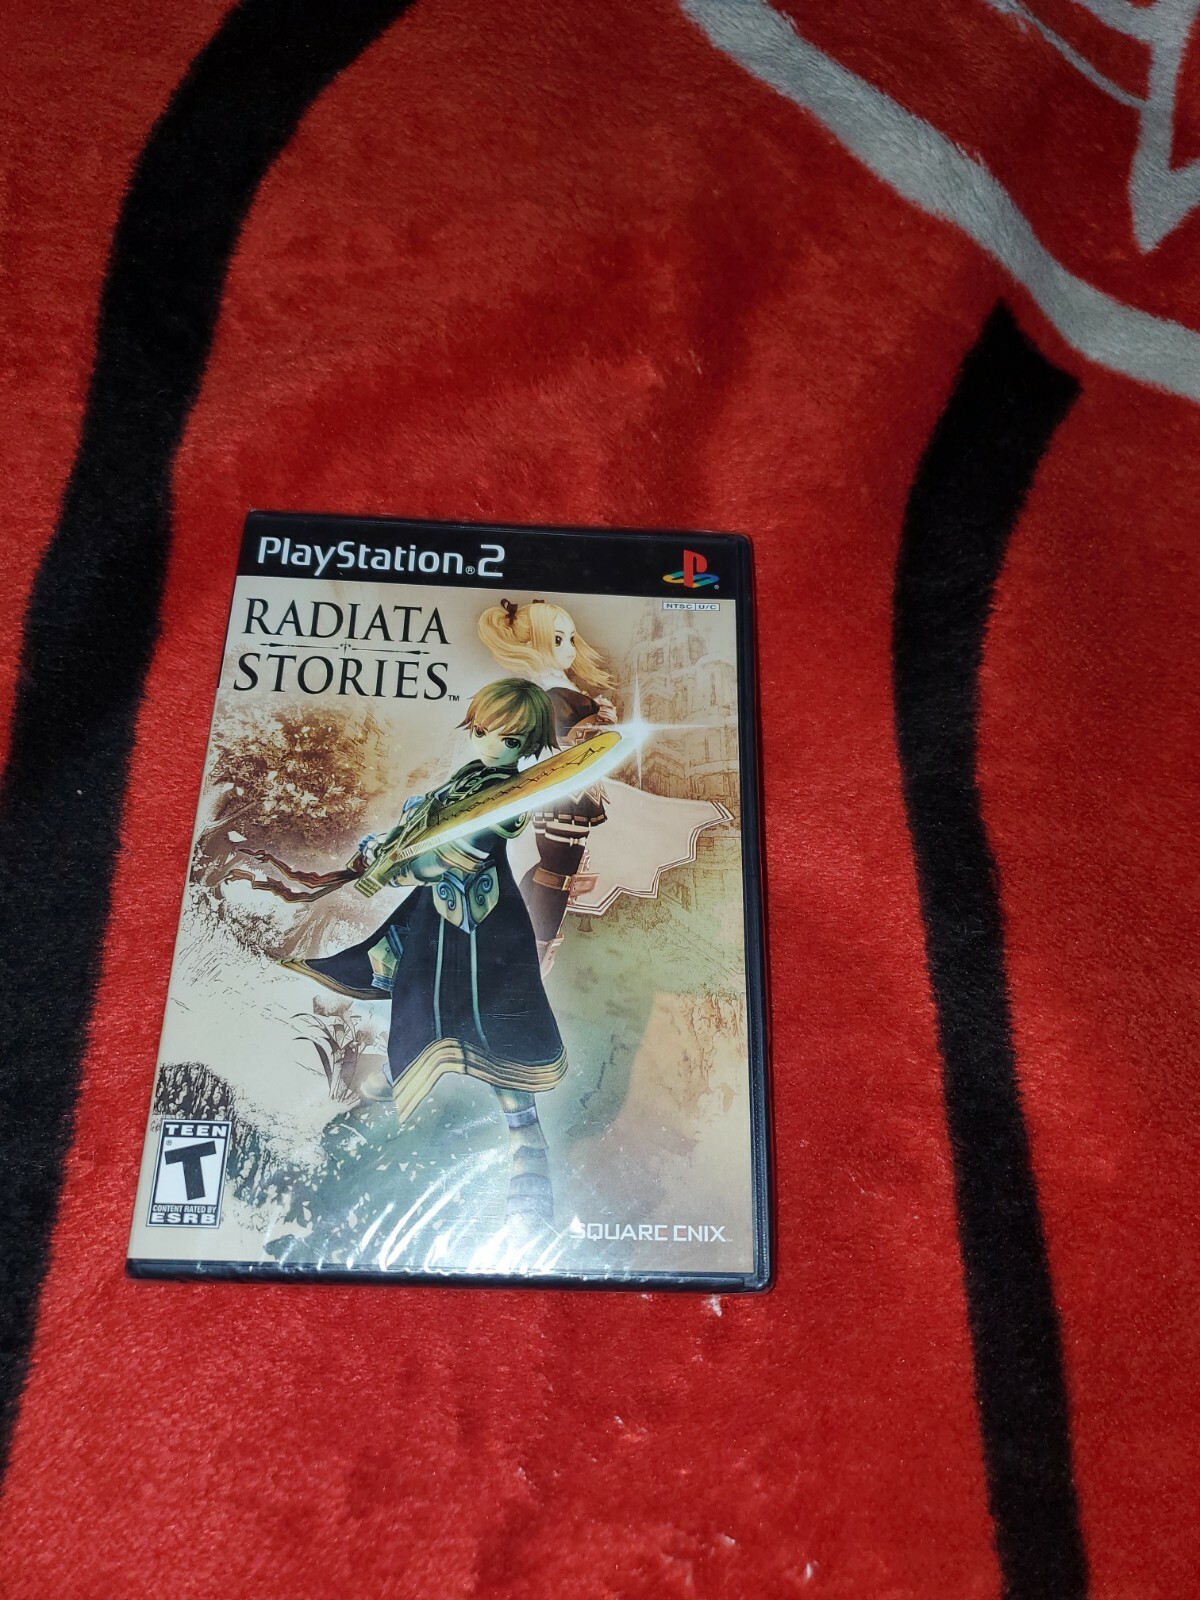 PlayStation®2
NTSC U/C
RADIATA
STORIES™
TEEN
T
CONTENT RATED BY
ESRB
SQUARE ENIX